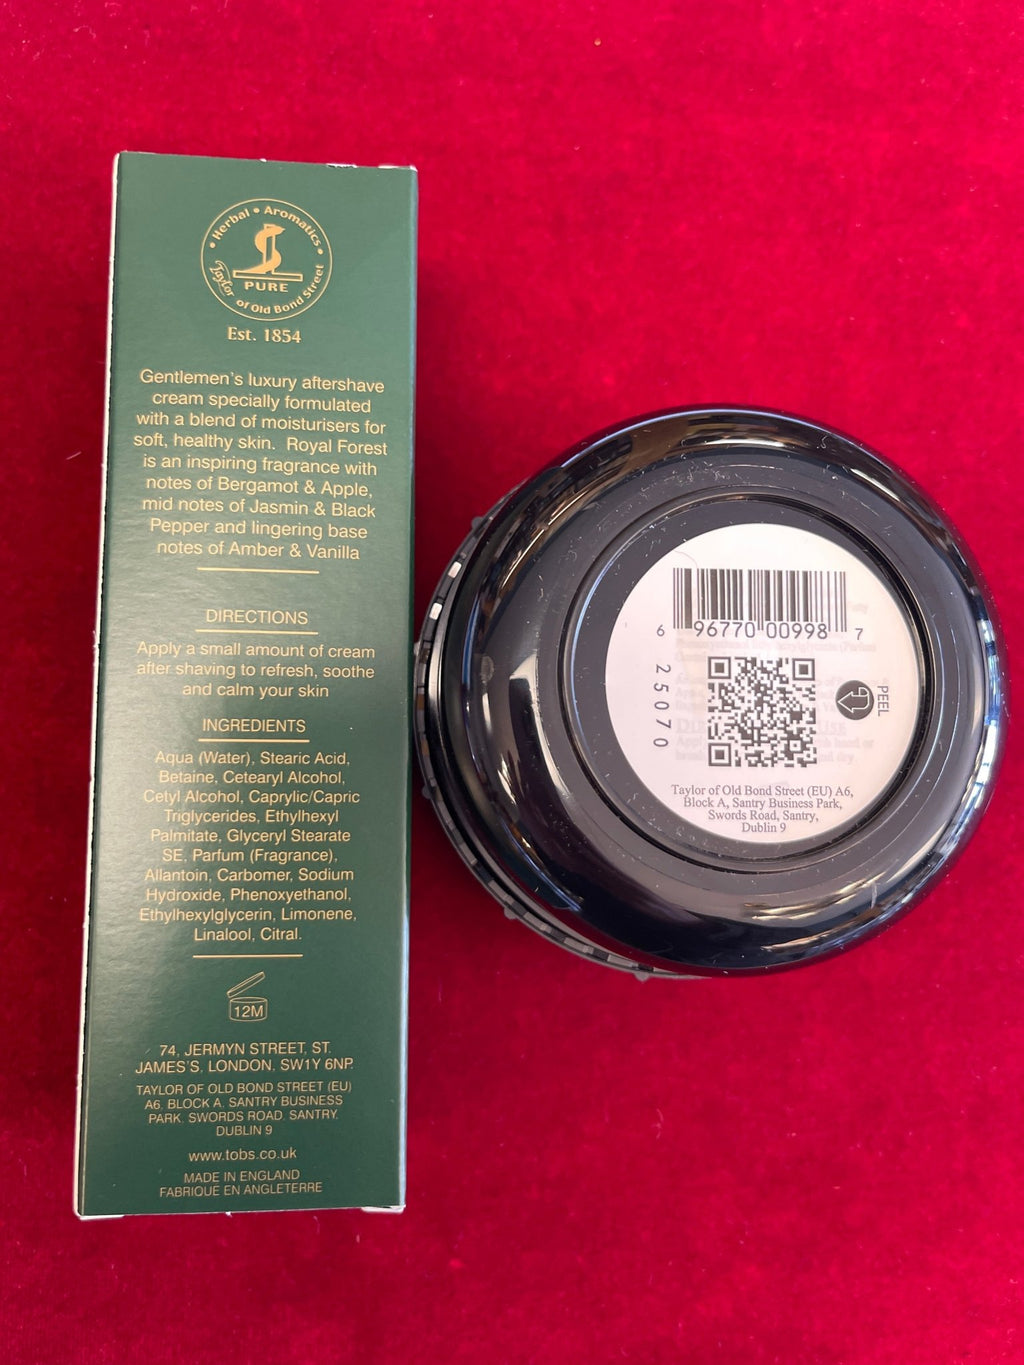 Herbal • Aromatics
PURE
Taylor of Old Bond Street
Est. 1854
Gentlemen's luxury aftershave
cream specially formulated
with a blend of moisturisers for
soft, healthy skin. Royal Forest
is an inspiring fragrance with
notes of Bergamot & Apple,
mid notes of Jasmin & Black
Pepper and lingering base
notes of Amber & Vanilla
DIRECTIONS
Apply a small amount of cream
after shaving to refresh, soothe
and calm your skin
INGREDIENTS
Aqua (Water), Stearic Acid,
Betaine, Cetearyl Alcohol,
Cetyl Alcohol, Caprylic/Capric
Triglycerides, Ethylhexyl
Palmitate, Glyceryl Stearate
SE, Parfum (Fragrance),
Allantoin, Carbomer, Sodium
Hydroxide, Phenoxyethanol,
Ethylhexylglycerin, Limonene,
Linalool, Citral.
12M
74, JERMYN STREET, ST.
JAMES'S, LONDON, SW1Y 6NP.
TAYLOR OF OLD BOND STREET (EU)
A6, BLOCK A, SANTRY BUSINESS
PARK, SWORDS ROAD, SANTRY,
DUBLIN 9
www.tobs.co.uk
MADE IN ENGLAND
FABRIQUE EN ANGLETERRE
6 96770 00998 7
25070
PEEL
Taylor of Old Bond Street (EU) A6,
Block A, Santry Business Park,
Swords Road, Santry,
Dublin 9